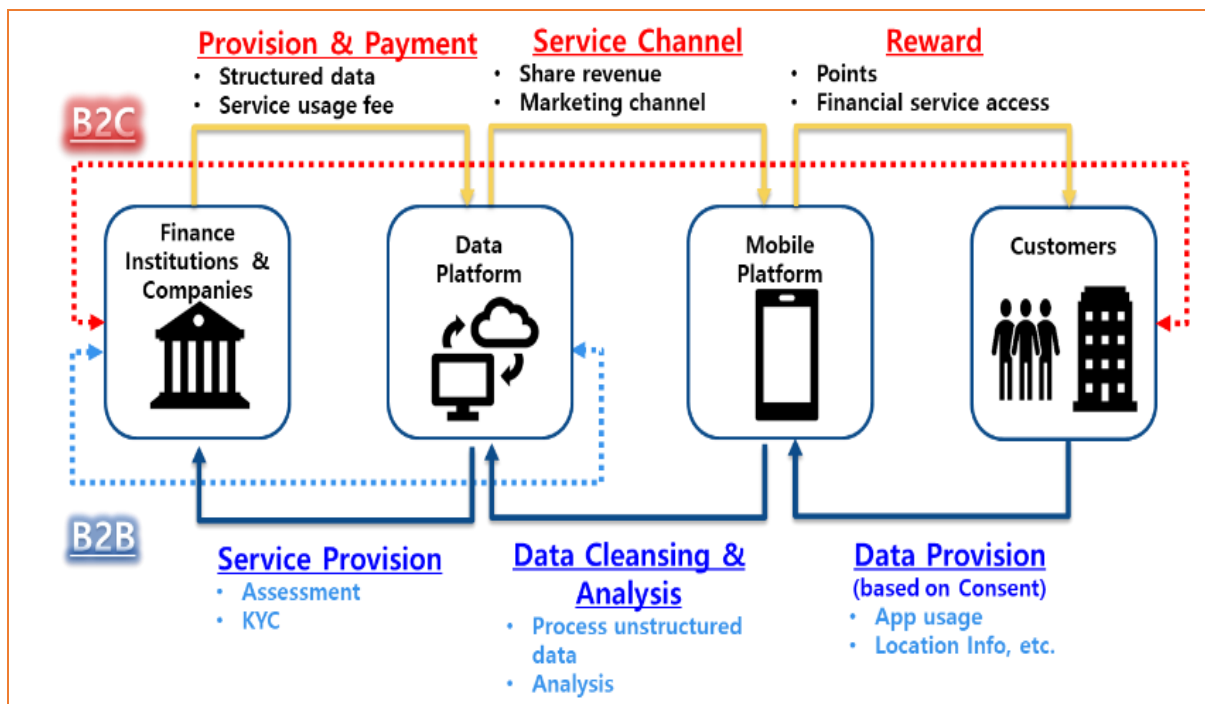 Provision & Payment
• Structured data
• Service usage fee
Service Channel
• Share revenue
• Marketing channel
Reward
• Points
• Financial service access
B2C
Finance
Institutions &
Companies
Data
Platform
Mobile
Platform
Customers
B2B
Service Provision
• Assessment
• KYC
Data Cleansing &
Analysis
• Process unstructured
data
• Analysis
Data Provision
(based on Consent)
• App usage
• Location Info, etc.